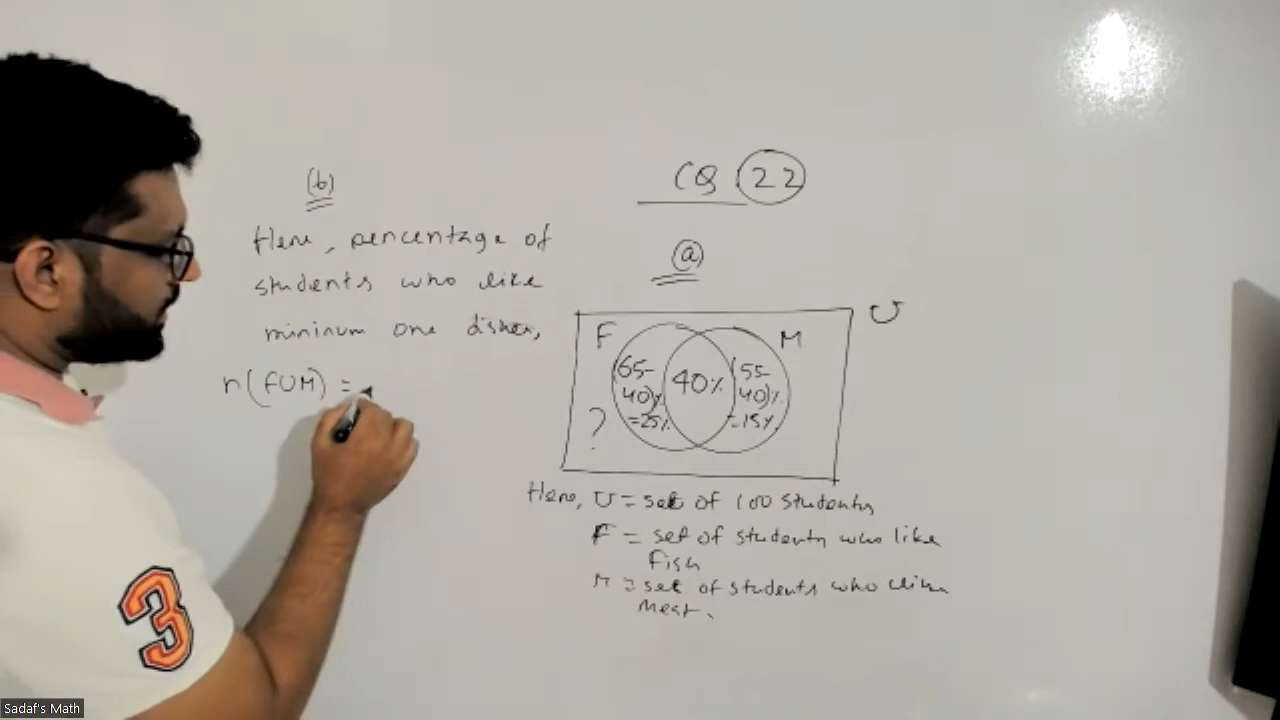 (b)
Here, percentage of
students who like
mininum one dishes,
n(FUM) =
CQ 22
(a)
U
F
M
(65-
40)%
=25%
40%
(55-
40)%
=15%
?
Here, U = set of 100 students
F = set of students who like
Fish
M = set of students who like
Meat.
3
Sadaf's Math